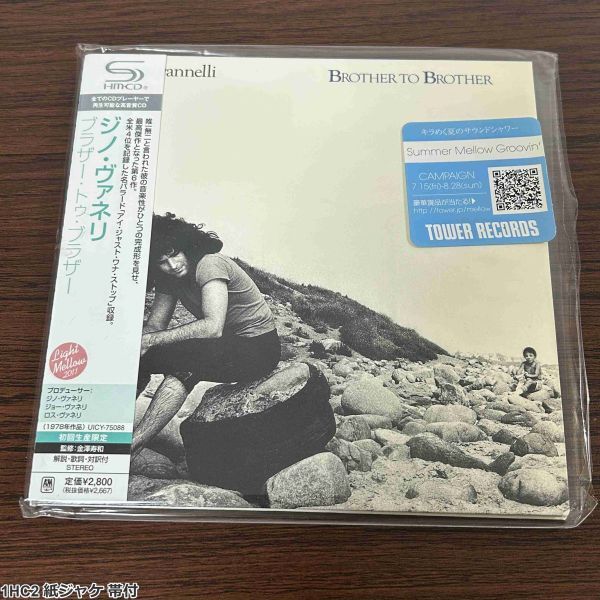 SHM-CD®
全てのCDプレーヤーで
再生可能な高音質CD
ジノ・ヴァネリ
ブラザー・トゥ・ブラザー
唯一無二と言われた彼の音楽性がひとつの完成形を見せ、
最高傑作となった第6作。
全米4位を記録した名バラード「アイ・ジャスト・ウナ・ストップ」収録。
Light
Mellow
2011
プロデューサー:
ジノ・ヴァネリ
ジョー・ヴァネリ
ロス・ヴァネリ
(1978年作品) UICY-75088
初回生産限定
監修:金澤寿和
解説・歌詞・対訳付
STEREO
A&M
定価¥2,800
(税抜価格¥2,667)
annelli
BROTHER TO BROTHER
キラめく夏のサウンドシャワー
Summer Mellow Groovin'
CAMPAIGN
7.15(fri)-8.28(sun)
豪華賞品が当たる!
http://tower.jp/mellow
TOWER RECORDS
1HC2 紙ジャケ 帯付